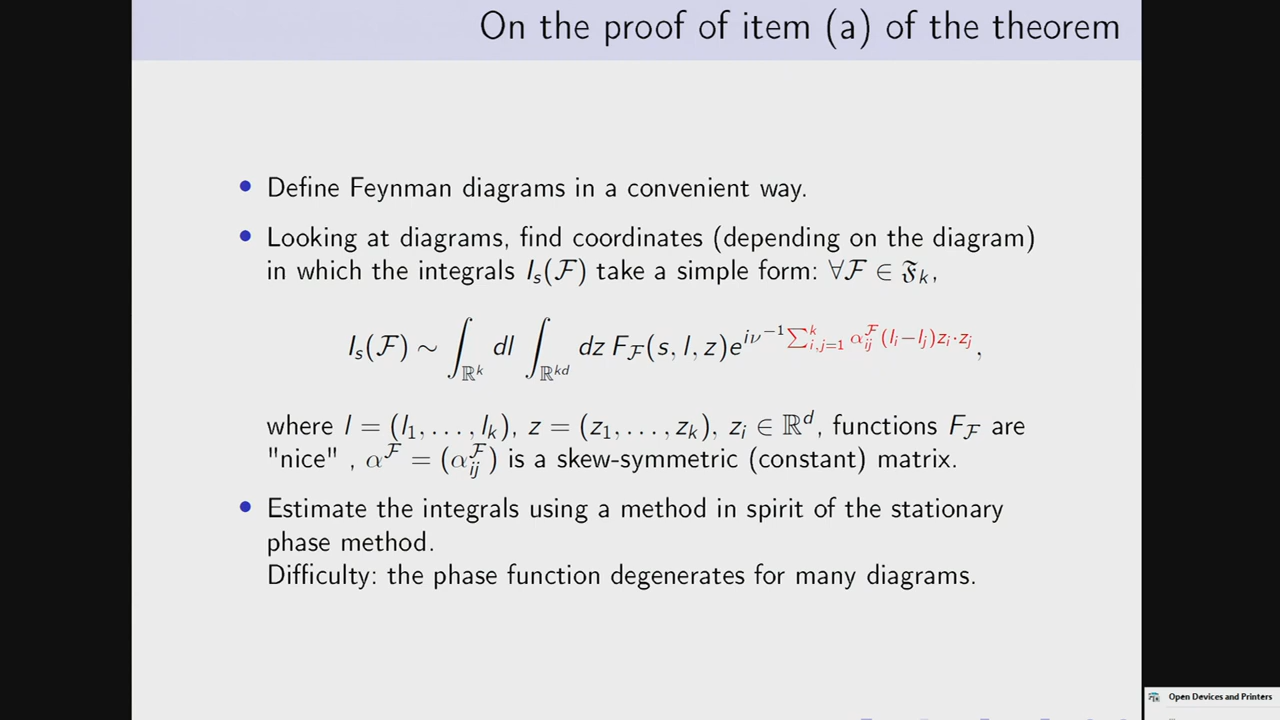 On the proof of item (a) of the theorem
• Define Feynman diagrams in a convenient way.
• Looking at diagrams, find coordinates (depending on the diagram)
in which the integrals I_s(ℱ) take a simple form: ∀ℱ ∈ 𝔉_k,
I_s(ℱ) ∼ ∫_{ℝ^k} dl ∫_{ℝ^{kd}} dz F_ℱ(s, l, z)e^{iν^{-1} ∑_{i,j=1}^k α_{ij}^ℱ (l_i−l_j)z_i·z_j},
where l = (l_1, . . . , l_k), z = (z_1, . . . , z_k), z_i ∈ ℝ^d, functions F_ℱ are
"nice" , α^ℱ = (α_{ij}^ℱ) is a skew-symmetric (constant) matrix.
• Estimate the integrals using a method in spirit of the stationary
phase method.
Difficulty: the phase function degenerates for many diagrams.
Open Devices and Printers